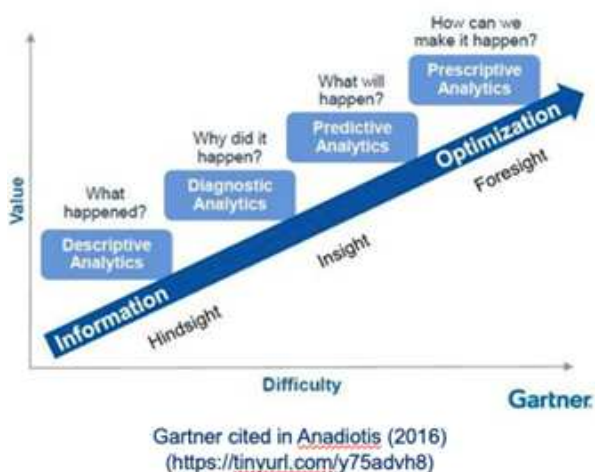 How can we
make it happen?
Prescriptive
Analytics
What will
happen?
Predictive
Analytics
Why did it
happen?
Diagnostic
Analytics
What
happened?
Descriptive
Analytics
Value
Information
Optimization
Hindsight
Insight
Foresight
Difficulty
Gartner
Gartner cited in Anadiotis (2016)
(https://tinyurl.com/y75advh8)